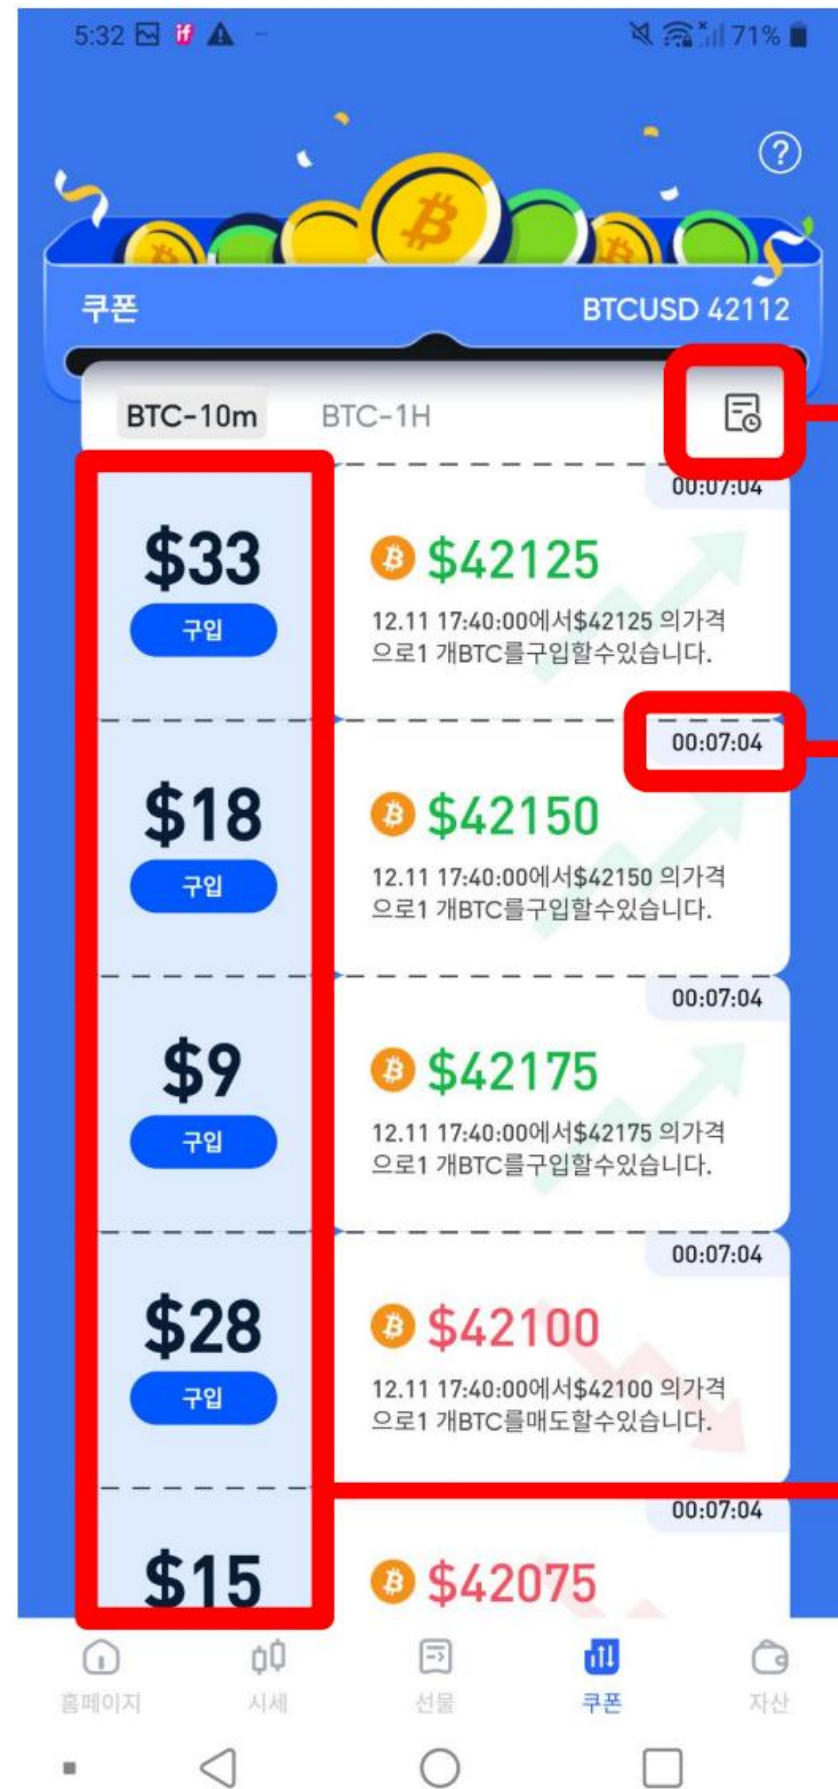 5:32
if
71%
?
쿠폰
BTCUSD 42112
BTC-10m
BTC-1H
00:07:04
$33
$42125
구입
12.11 17:40:00에서$42125 의가격
으로1 개BTC를구입할수있습니다.
00:07:04
$18
$42150
구입
12.11 17:40:00에서$42150 의가격
으로1 개BTC를구입할수있습니다.
00:07:04
$9
$42175
구입
12.11 17:40:00에서$42175 의가격
으로1 개BTC를구입할수있습니다.
00:07:04
$28
$42100
구입
12.11 17:40:00에서$42100 의가격
으로1 개BTC를매도할수있습니다.
00:07:04
$15
$42075
홈페이지
시세
선물
쿠폰
자산